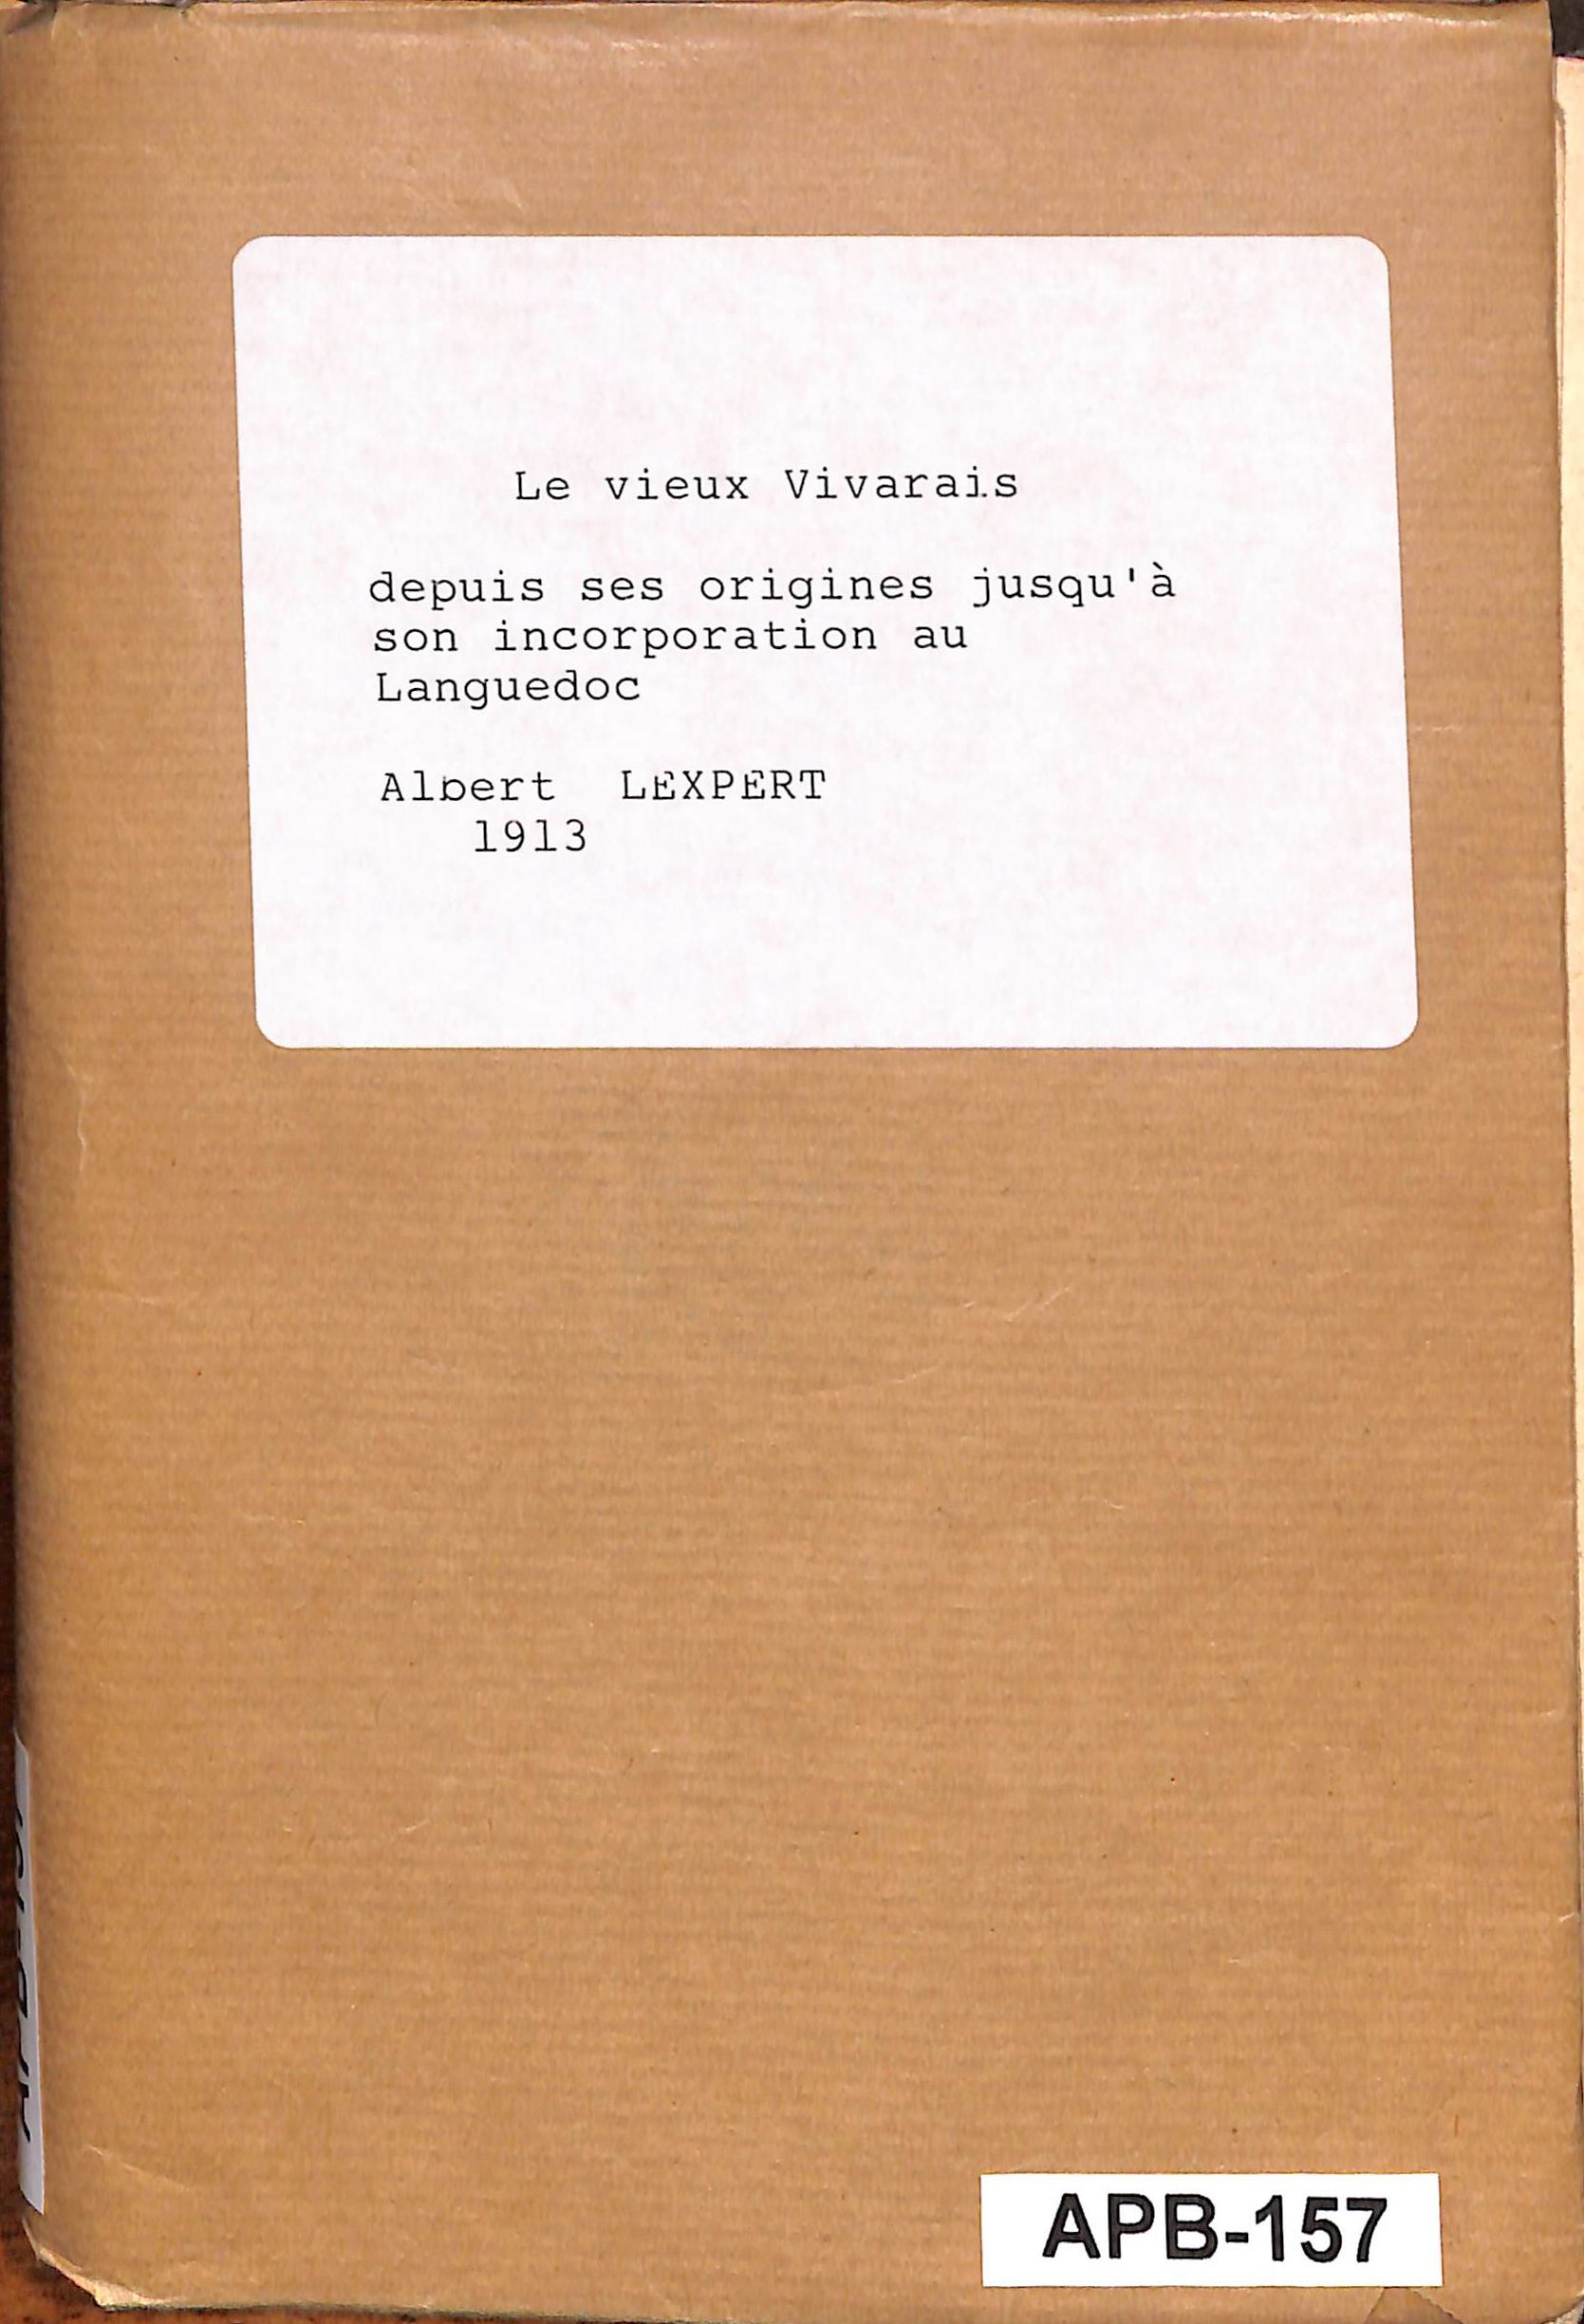 Le vieux Vivarais
depuis ses origines jusqu'à
son incorporation au
Languedoc
Albert LEXPERT
1913
APB-157